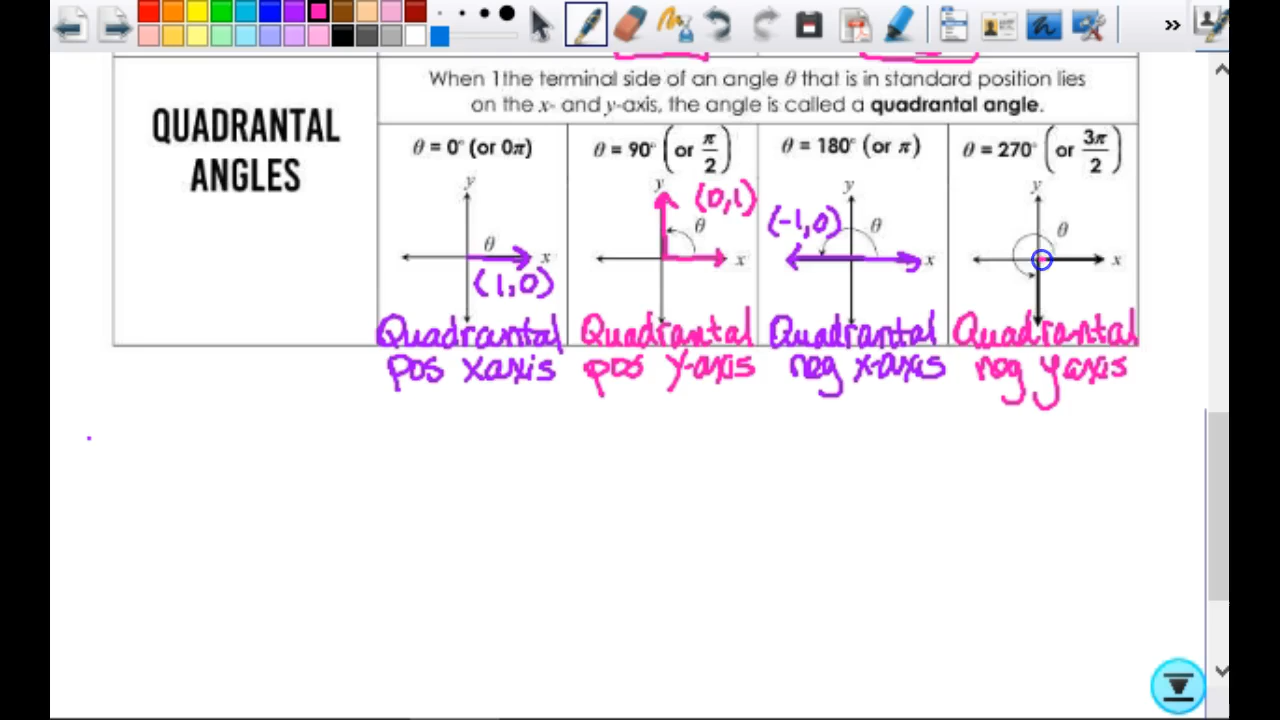 »
When 1the terminal side of an angle θ that is in standard position lies
on the x- and y-axis, the angle is called a quadrantal angle.
QUADRANTAL
ANGLES
θ = 0° (or 0π)
y
θ
x
(1,0)
Quadrantal
pos xaxis
θ = 90° (or π/2)
y
(0,1)
θ
x
Quadrantal
pos y-axis
θ = 180° (or π)
y
(-1,0)
θ
x
Quadrantal
neg x-axis
θ = 270° (or 3π/2)
y
θ
x
Quadrantal
neg yaxis